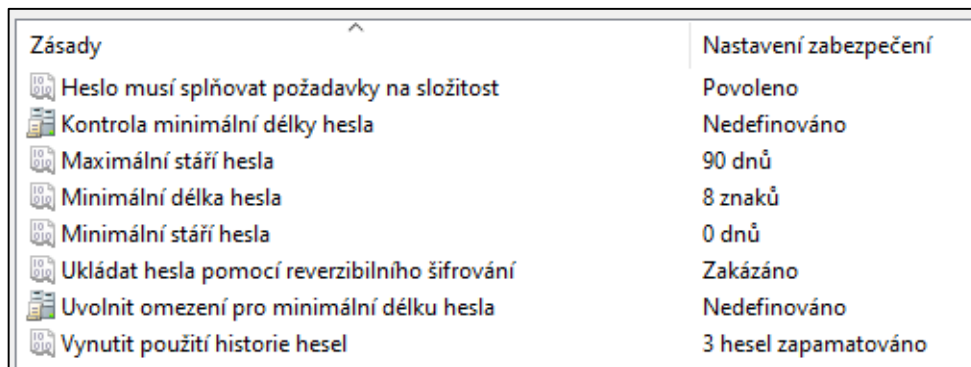 Zásady Nastavení zabezpečení
Heslo musí splňovat požadavky na složitost Povoleno
Kontrola minimální délky hesla Nedefinováno
Maximální stáří hesla 90 dnů
Minimální délka hesla 8 znaků
Minimální stáří hesla 0 dnů
Ukládat hesla pomocí reverzibilního šifrování Zakázáno
Uvolnit omezení pro minimální délku hesla Nedefinováno
Vynutit použití historie hesel 3 hesel zapamatováno